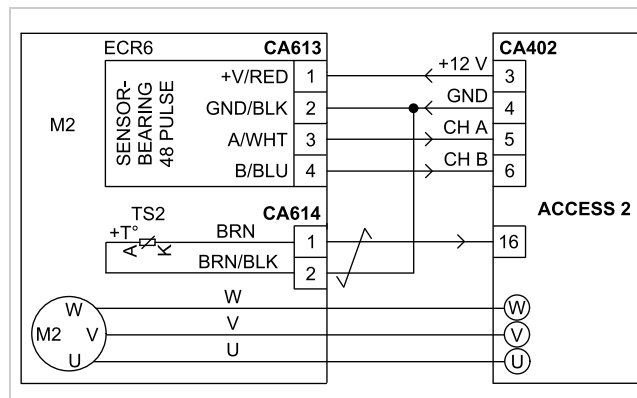 ECR6 CA613 CA402
+V/RED 1 +12 V 3
GND/BLK 2 GND 4
A/WHT 3 CH A 5
B/BLU 4 CH B 6
SENSOR-
BEARING
48 PULSE
M2
ACCESS 2
TS2 CA614
+T° BRN 1 16
A K
BRN/BLK 2
W W W
M2 V V V
U U U